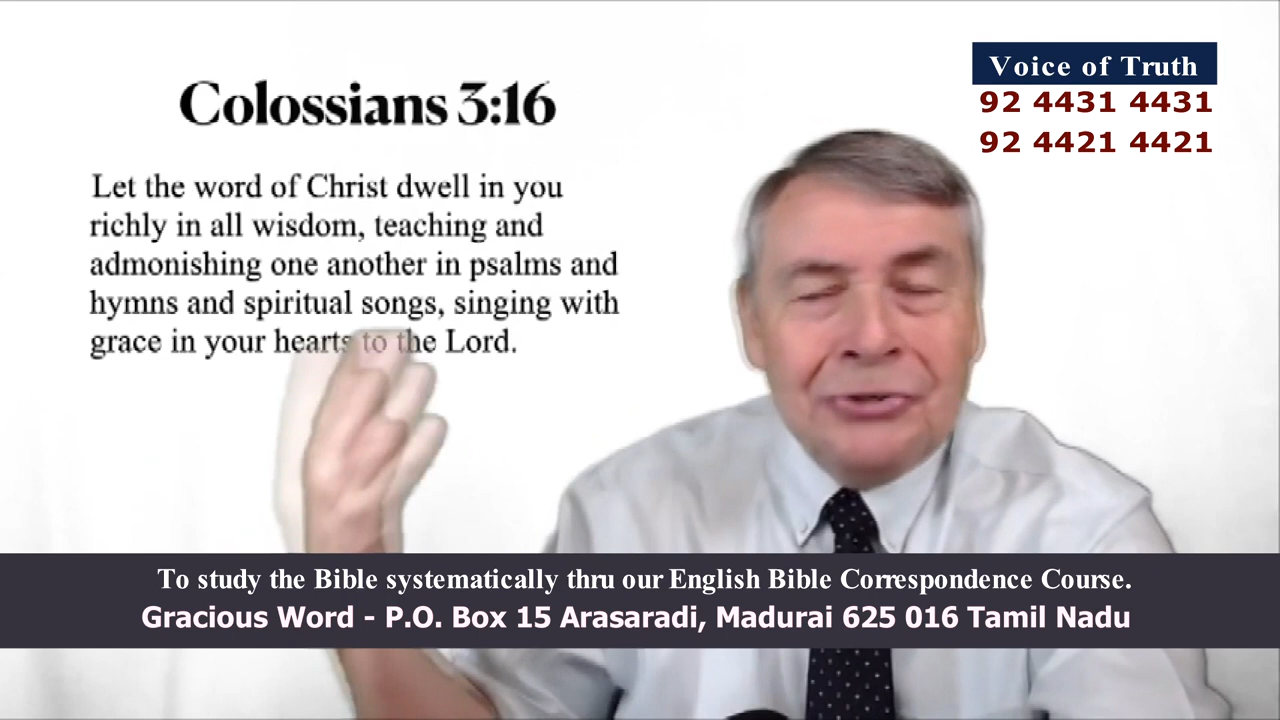 Voice of Truth
92 4431 4431
92 4421 4421
Colossians 3:16
Let the word of Christ dwell in you
richly in all wisdom, teaching and
admonishing one another in psalms and
hymns and spiritual songs, singing with
grace in your hearts to the Lord.
To study the Bible systematically thru our English Bible Correspondence Course.
Gracious Word - P.O. Box 15 Arasaradi, Madurai 625 016 Tamil Nadu